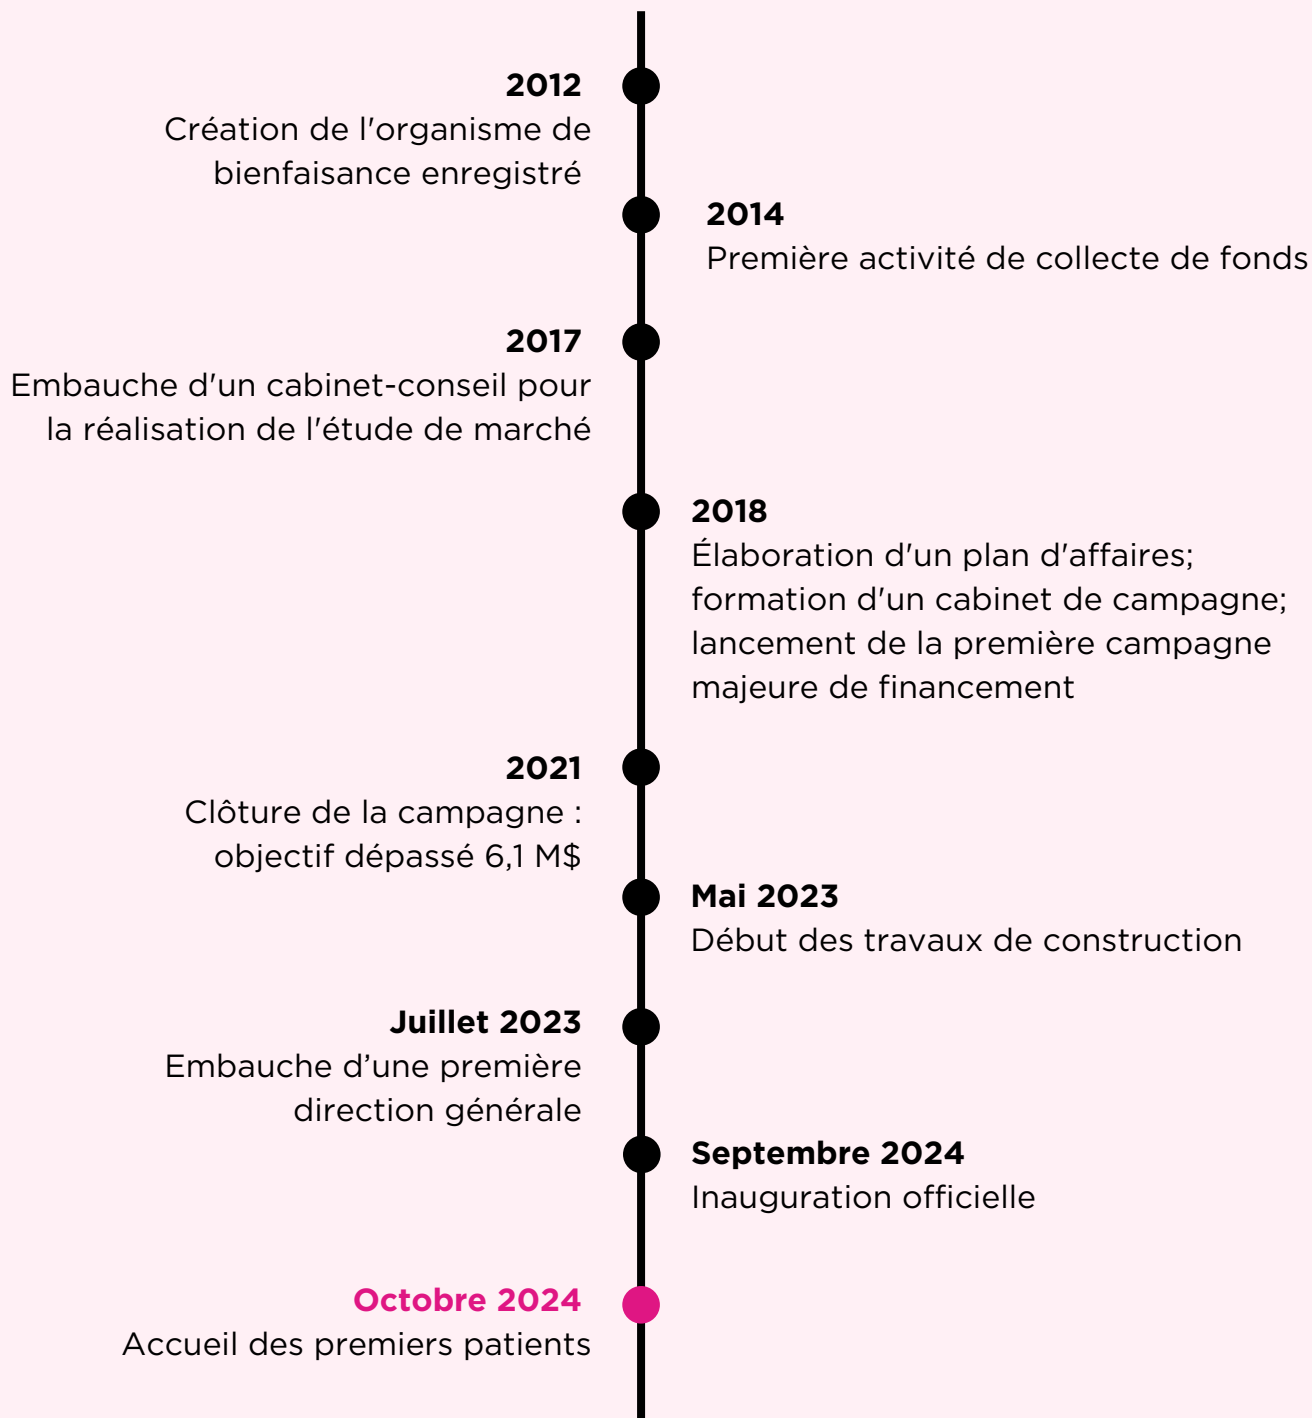 2012
Création de l'organisme de
bienfaisance enregistré
2014
Première activité de collecte de fonds
2017
Embauche d'un cabinet-conseil pour
la réalisation de l'étude de marché
2018
Élaboration d'un plan d'affaires;
formation d'un cabinet de campagne;
lancement de la première campagne
majeure de financement
2021
Clôture de la campagne :
objectif dépassé 6,1 M$
Mai 2023
Début des travaux de construction
Juillet 2023
Embauche d’une première
direction générale
Septembre 2024
Inauguration officielle
Octobre 2024
Accueil des premiers patients